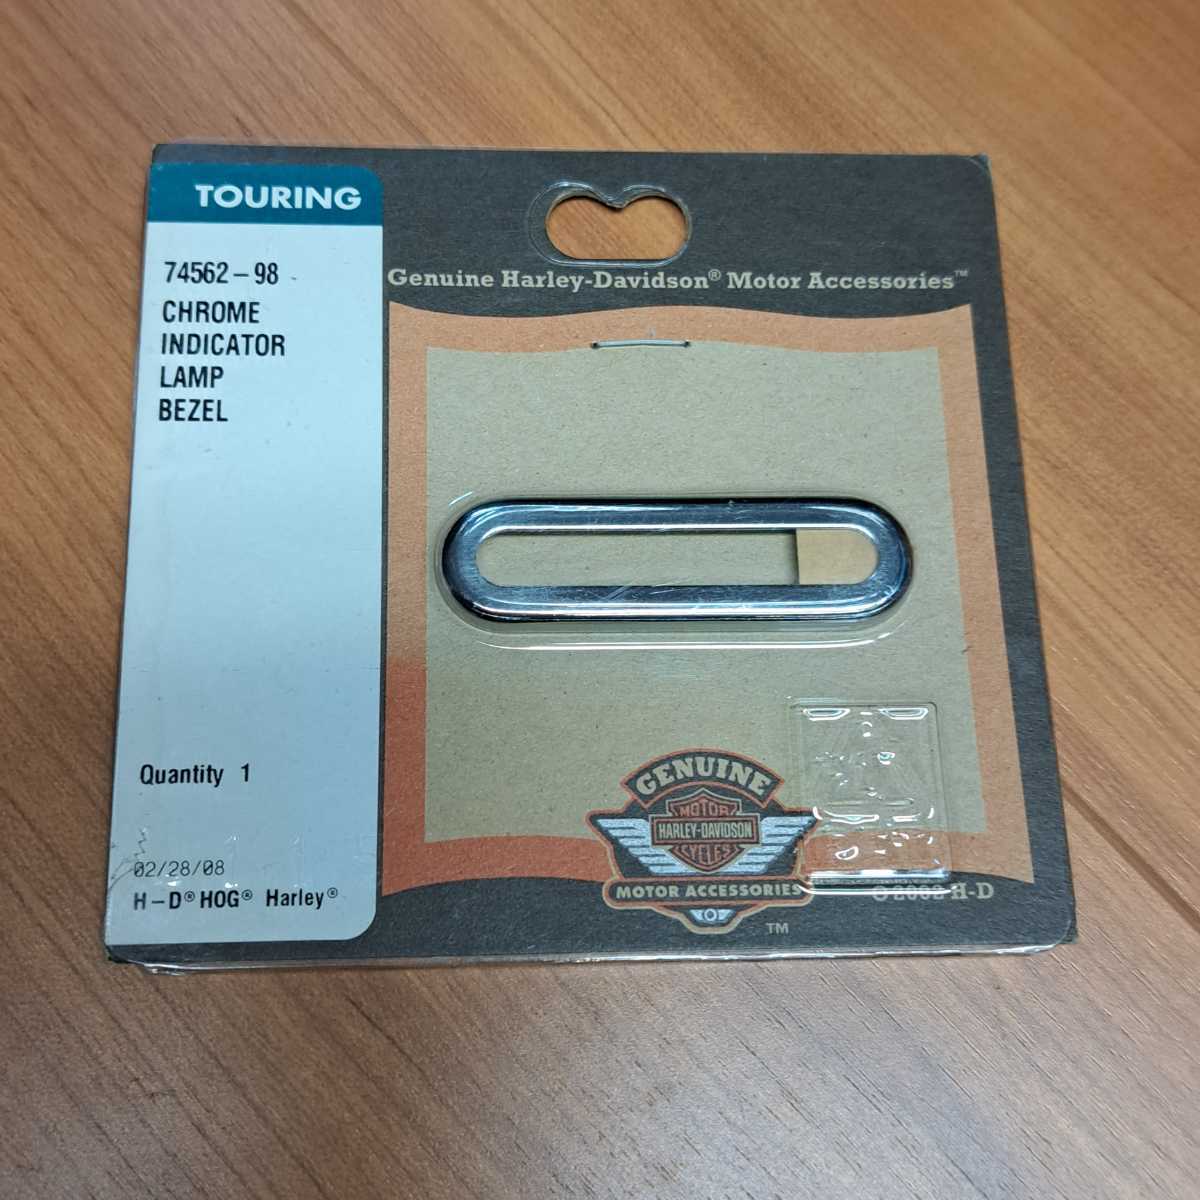 TOURING
74562-98
CHROME
INDICATOR
LAMP
BEZEL
Quantity 1
02/28/08
H-D® HOG® Harley®
Genuine Harley-Davidson® Motor Accessories™
GENUINE
MOTOR
HARLEY-DAVIDSON
CYCLES
MOTOR ACCESSORIES
TM
© 2002 H-D